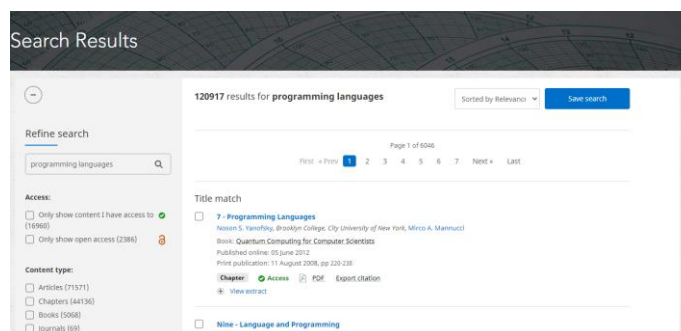 Search Results
120917 results for programming languages
Sorted by Relevanc
Save search
Refine search
programming languages
Page 1 of 6046
First « Prev 1 2 3 4 5 6 7 Next » Last
Access:
Only show content I have access to
(16960)
Only show open access (2386)
Content type:
Articles (71571)
Chapters (44136)
Books (5068)
Journals (69)
Title match
7 - Programming Languages
Noson S. Yanofsky, Brooklyn College, City University of New York, Mirco A. Mannucci
Book: Quantum Computing for Computer Scientists
Published online: 05 June 2012
Print publication: 11 August 2008, pp 220-238
Chapter Access PDF Export citation
View extract
Nine - Language and Programming